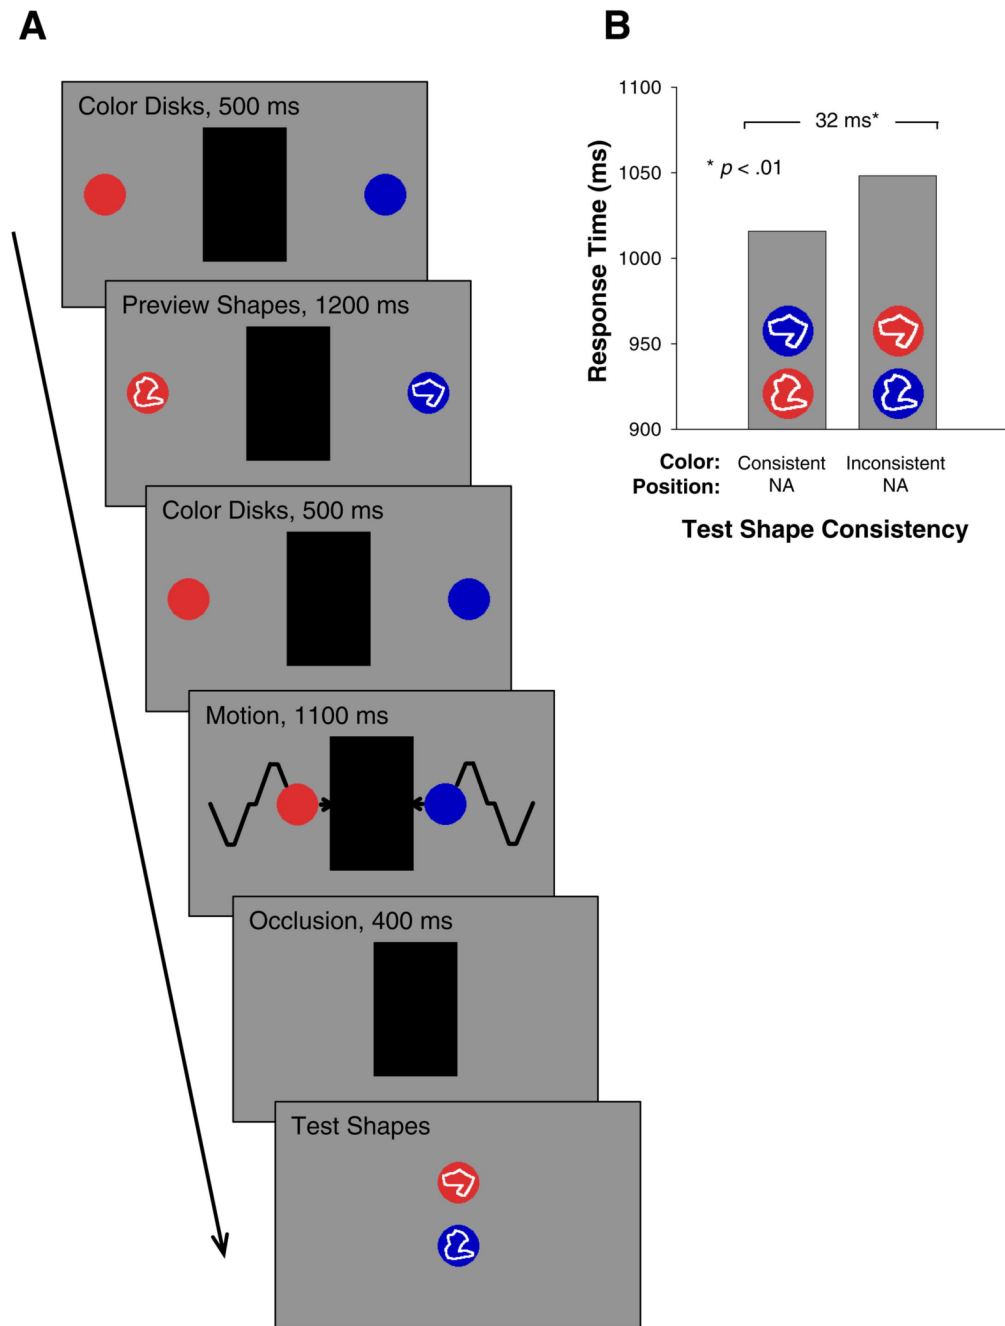 A
Color Disks, 500 ms
Preview Shapes, 1200 ms
Color Disks, 500 ms
Motion, 1100 ms
Occlusion, 400 ms
Test Shapes
B
Response Time (ms)
1100
1050
1000
950
900
32 ms*
* p < .01
Color: Consistent Inconsistent
Position: NA NA
Test Shape Consistency